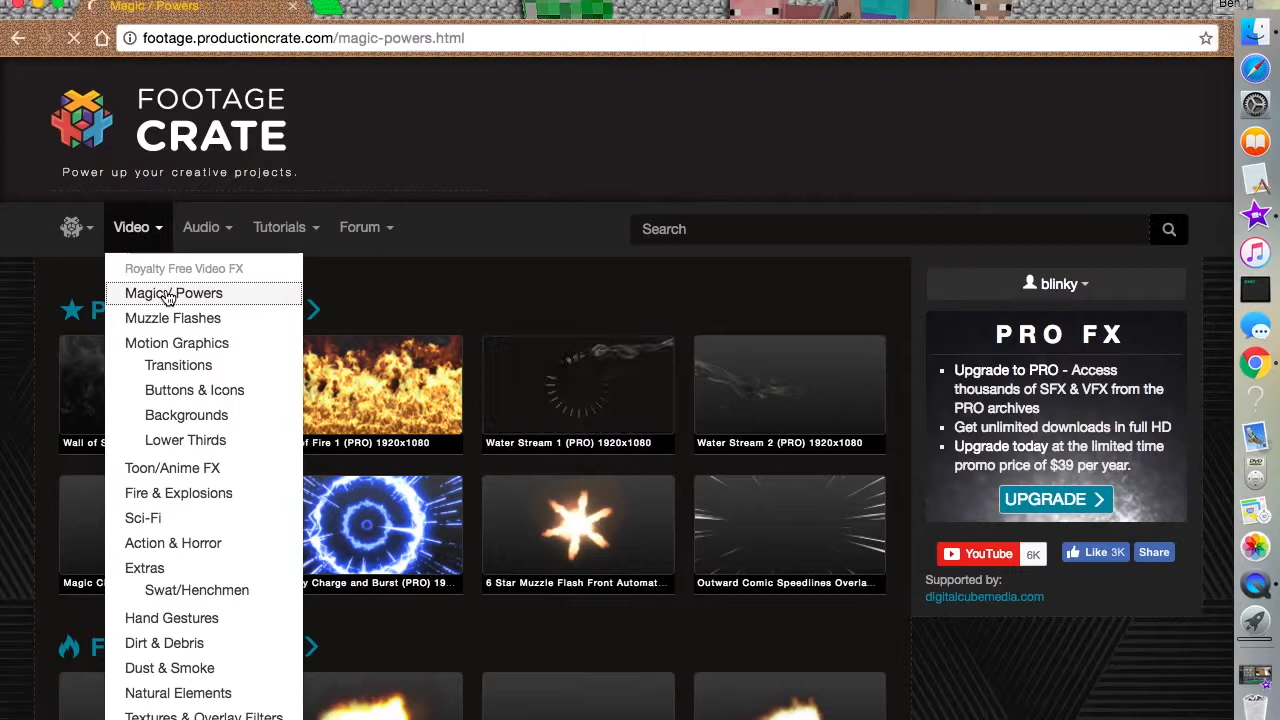 Magic / Powers
footage.productioncrate.com/magic-powers.html
FOOTAGE
CRATE
Power up your creative projects.
Video
Audio
Tutorials
Forum
Search
Royalty Free Video FX
Magic/ Powers
Muzzle Flashes
Motion Graphics
Transitions
Buttons & Icons
Backgrounds
Lower Thirds
Toon/Anime FX
Fire & Explosions
Sci-Fi
Action & Horror
Extras
Swat/Henchmen
Hand Gestures
Dirt & Debris
Dust & Smoke
Natural Elements
Textures & Overlay Filters
Wall of S
of Fire 1 (PRO) 1920x1080
Water Stream 1 (PRO) 1920x1080
Water Stream 2 (PRO) 1920x1080
Magic C
y Charge and Burst (PRO) 19...
6 Star Muzzle Flash Front Automat...
Outward Comic Speedlines Overla...
blinky
PRO FX
Upgrade to PRO - Access
thousands of SFX & VFX from the
PRO archives
Get unlimited downloads in full HD
Upgrade today at the limited time
promo price of $39 per year.
UPGRADE
YouTube 6K
Like 3K
Share
Supported by:
digitalcubemedia.com